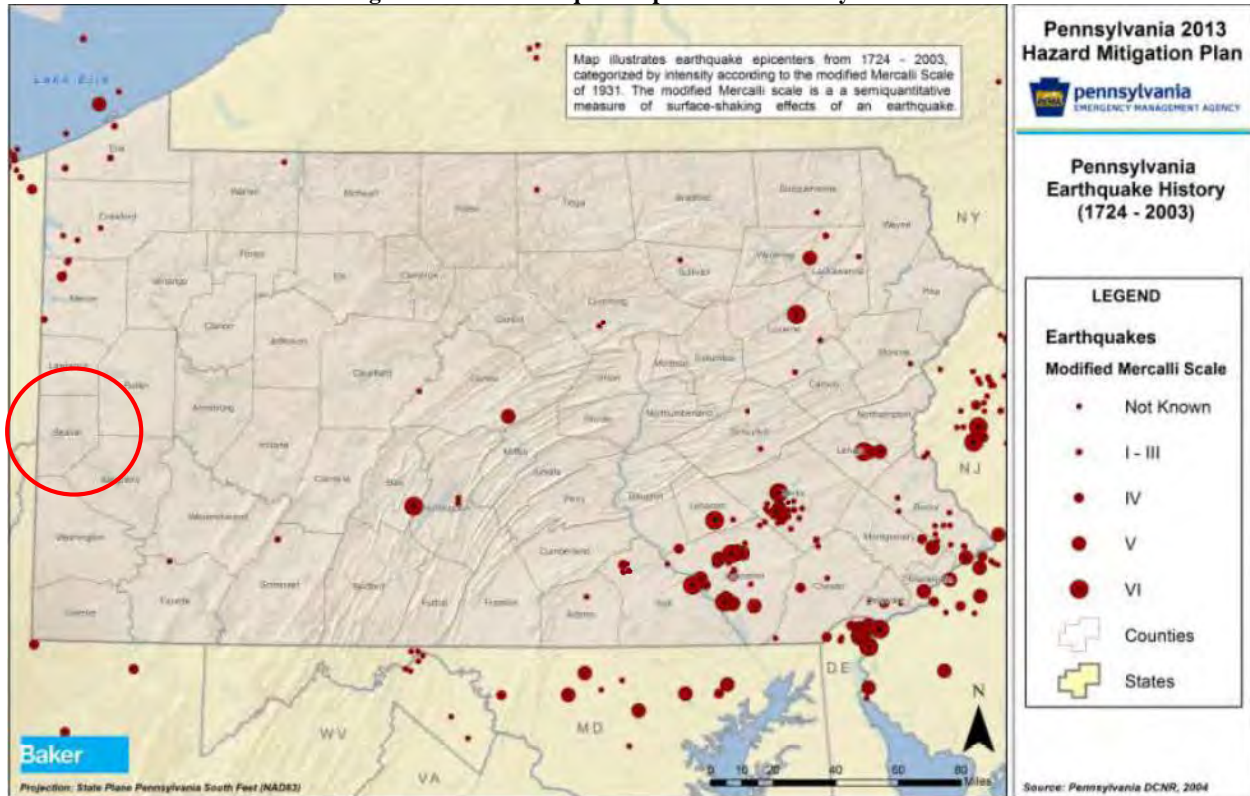 Map illustrates earthquake epicenters from 1724 - 2003,
categorized by intensity according to the modified Mercalli Scale
of 1931. The modified Mercalli scale is a a semiquantitative
measure of surface-shaking effects of an earthquake.
Pennsylvania 2013
Hazard Mitigation Plan
PEMA
pennsylvania
EMERGENCY MANAGEMENT AGENCY
Pennsylvania
Earthquake History
(1724 - 2003)
LEGEND
Earthquakes
Modified Mercalli Scale
Not Known
I - III
IV
V
VI
Counties
States
Source: Pennsylvania DCNR, 2004
Lake Erie
Erie
Crawford
Warren
McKean
Tioga
Bradford
Susquehanna
Wayne
NY
Forest
Elk
Cameron
Sullivan
Wyoming
Lackawanna
Pike
Mercer
Venango
Clarion
Jefferson
Clearfield
Clinton
Lycoming
Luzerne
Monroe
Lawrence
Butler
Armstrong
Centre
Union
Montour
Columbia
Carbon
Northampton
Beaver
Indiana
Snyder
Northumberland
Schuylkill
Lehigh
NJ
Allegheny
Cambria
Blair
Mifflin
Juniata
Huntingdon
Perry
Dauphin
Lebanon
Berks
Bucks
Westmoreland
Washington
Cumberland
Montgomery
Somerset
Bedford
Fulton
Franklin
Adams
York
Lancaster
Chester
Delaware
Philadelphia
Greene
Fayette
WV
VA
MD
DE
N
0 10 20 40 60 80
Miles
Baker
Projection: State Plane Pennsylvania South Feet (NAD83)